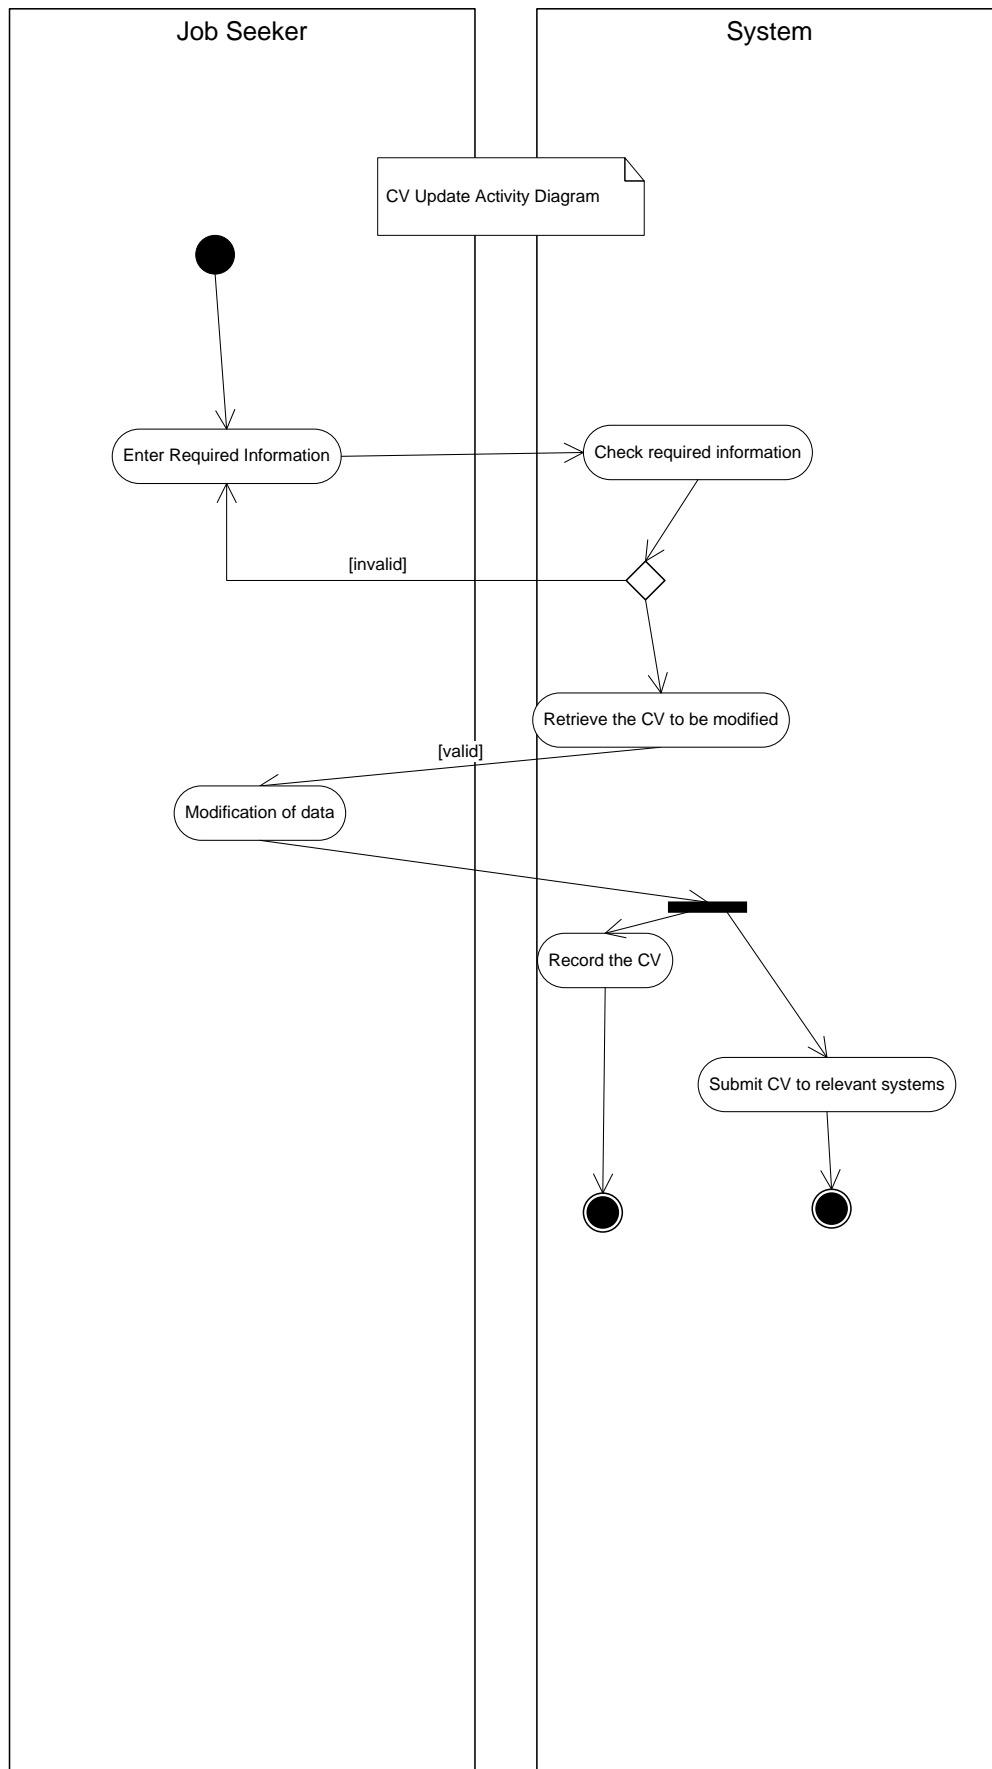 Job Seeker
System
CV Update Activity Diagram
Enter Required Information
Check required information
[invalid]
Retrieve the CV to be modified
[valid]
Modification of data
Record the CV
Submit CV to relevant systems